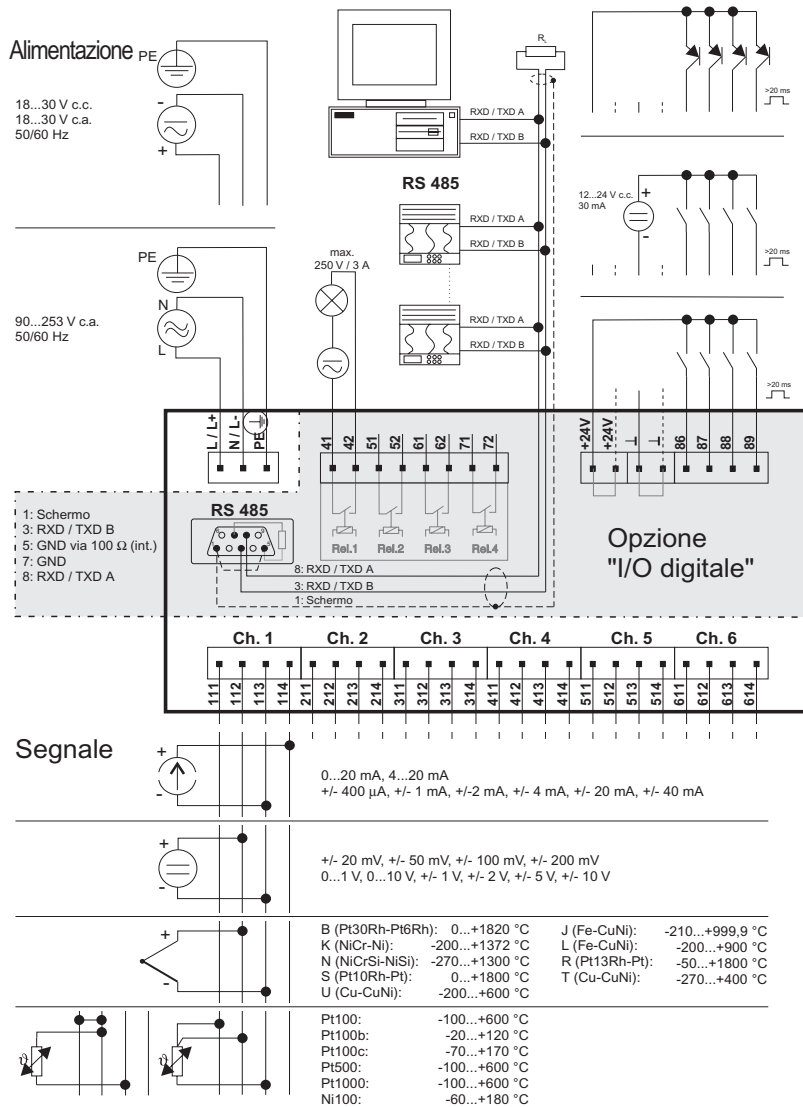 Alimentazione
PE
18...30 V c.c.
18...30 V c.a.
50/60 Hz
-
+
PE
N
L
90...253 V c.a.
50/60 Hz
R
RXD / TXD A
RXD / TXD B
RS 485
RXD / TXD A
RXD / TXD B
RXD / TXD A
RXD / TXD B
max.
250 V / 3 A
>20 ms
12...24 V c.c.
30 mA
+
-
>20 ms
>20 ms
L / L+
N / L-
PE
41
42
51
52
61
62
71
72
+24V
+24V
⊥
⊥
86
87
88
89
1: Schermo
3: RXD / TXD B
5: GND via 100 Ω (int.)
7: GND
8: RXD / TXD A
RS 485
Rel.1
Rel.2
Rel.3
Rel.4
8: RXD / TXD A
3: RXD / TXD B
1: Schermo
Opzione
"I/O digitale"
Ch. 1
Ch. 2
Ch. 3
Ch. 4
Ch. 5
Ch. 6
111
112
113
114
211
212
213
214
311
312
313
314
411
412
413
414
511
512
513
514
611
612
613
614
Segnale
+
-
0...20 mA, 4...20 mA
+/- 400 µA, +/- 1 mA, +/-2 mA, +/- 4 mA, +/- 20 mA, +/- 40 mA
+
-
+/- 20 mV, +/- 50 mV, +/- 100 mV, +/- 200 mV
0...1 V, 0...10 V, +/- 1 V, +/- 2 V, +/- 5 V, +/- 10 V
+
-
B (Pt30Rh-Pt6Rh): 0...+1820 °C
K (NiCr-Ni): -200...+1372 °C
N (NiCrSi-NiSi): -270...+1300 °C
S (Pt10Rh-Pt): 0...+1800 °C
U (Cu-CuNi): -200...+600 °C
J (Fe-CuNi): -210...+999,9 °C
L (Fe-CuNi): -200...+900 °C
R (Pt13Rh-Pt): -50...+1800 °C
T (Cu-CuNi): -270...+400 °C
ϑ
ϑ
Pt100: -100...+600 °C
Pt100b: -20...+120 °C
Pt100c: -70...+170 °C
Pt500: -100...+600 °C
Pt1000: -100...+600 °C
Ni100: -60...+180 °C